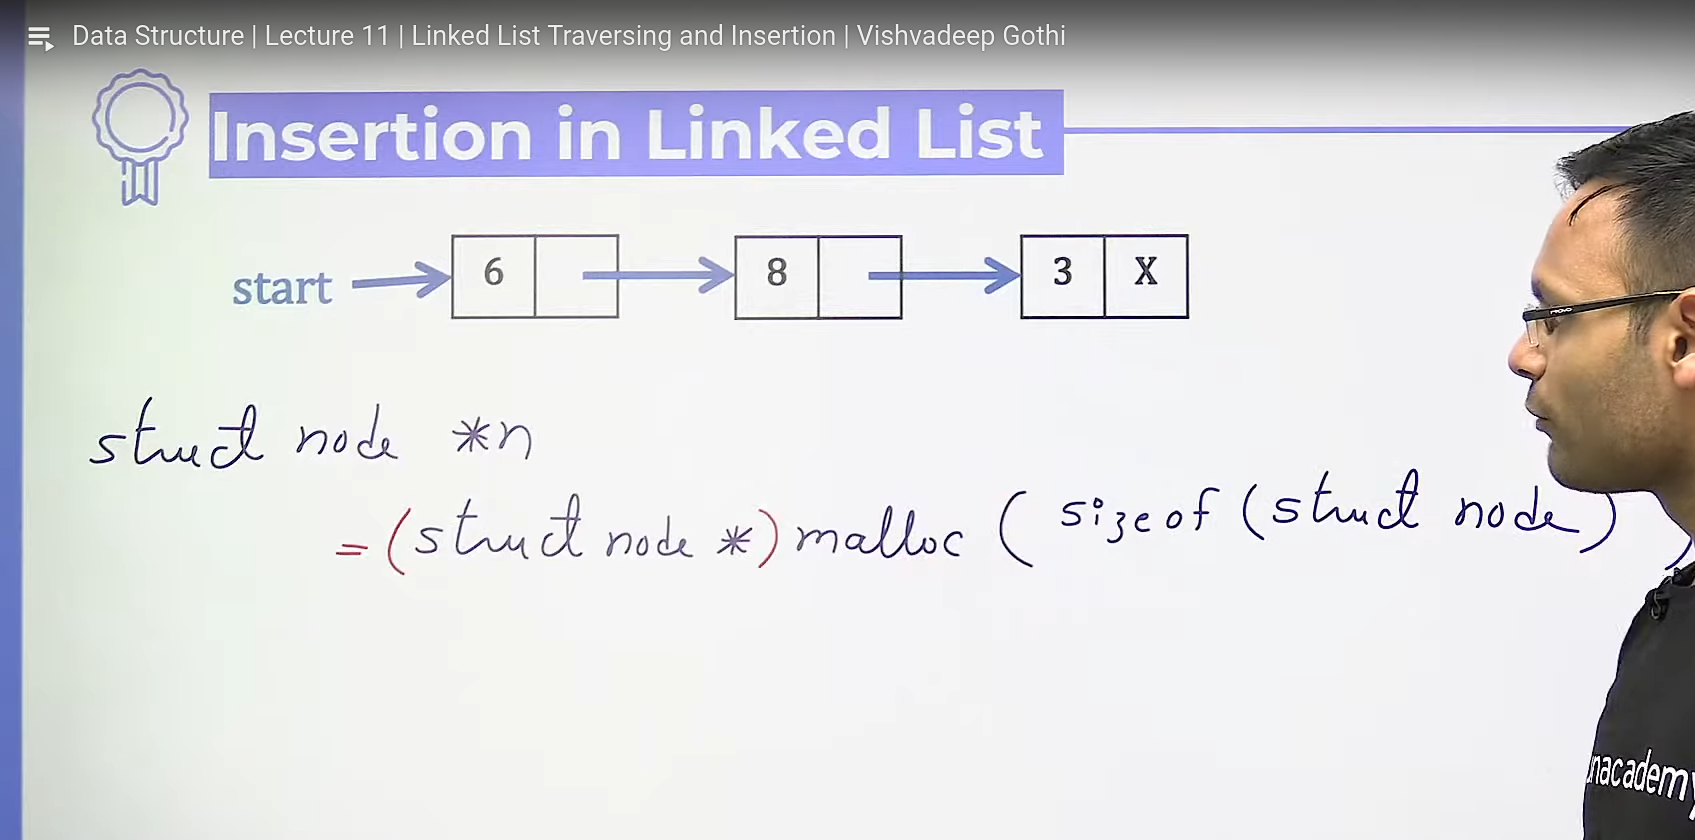 Data Structure | Lecture 11 | Linked List Traversing and Insertion | Vishvadeep Gothi
Insertion in Linked List
start 6 8 3 X
struct node *n
= (struct node *) malloc ( sizeof (struct node) )
nacademy